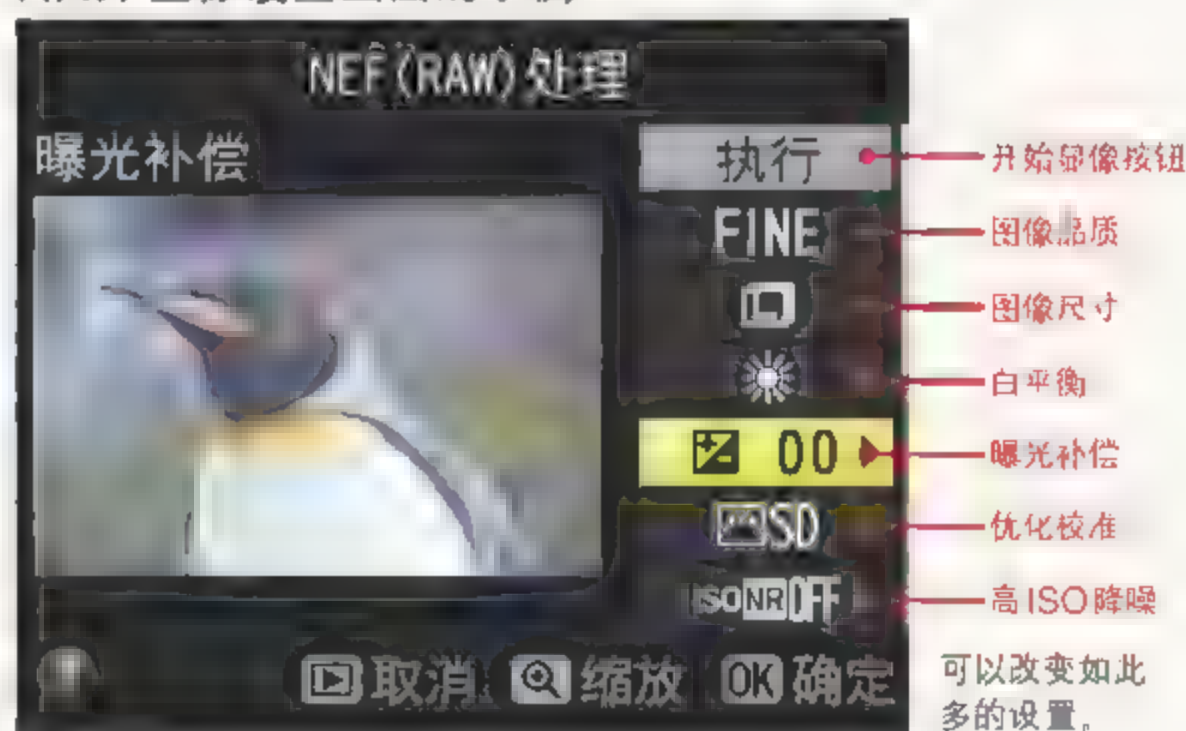 NEF(RAW)处理
曝光补偿
执行
开始显像按钮
FINE
图像品质
L
图像尺寸
白平衡
00
曝光补偿
SD
优化校准
ISO NR OFF
高ISO降噪
取消
缩放
OK 确定
可以改变如此
多的设置。